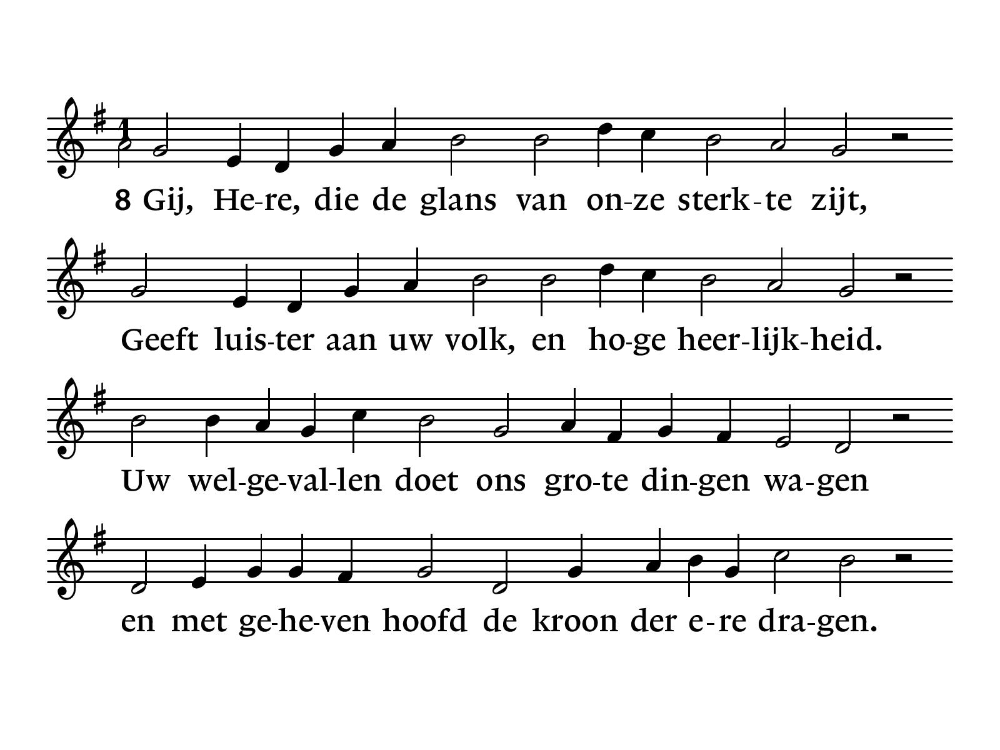 8 Gij, He-re, die de glans van on-ze sterk-te zijt,
Geeft luis-ter aan uw volk, en ho-ge heer-lijk-heid.
Uw wel-ge-val-len doet ons gro-te din-gen wa-gen
en met ge-he-ven hoofd de kroon der e-re dra-gen.